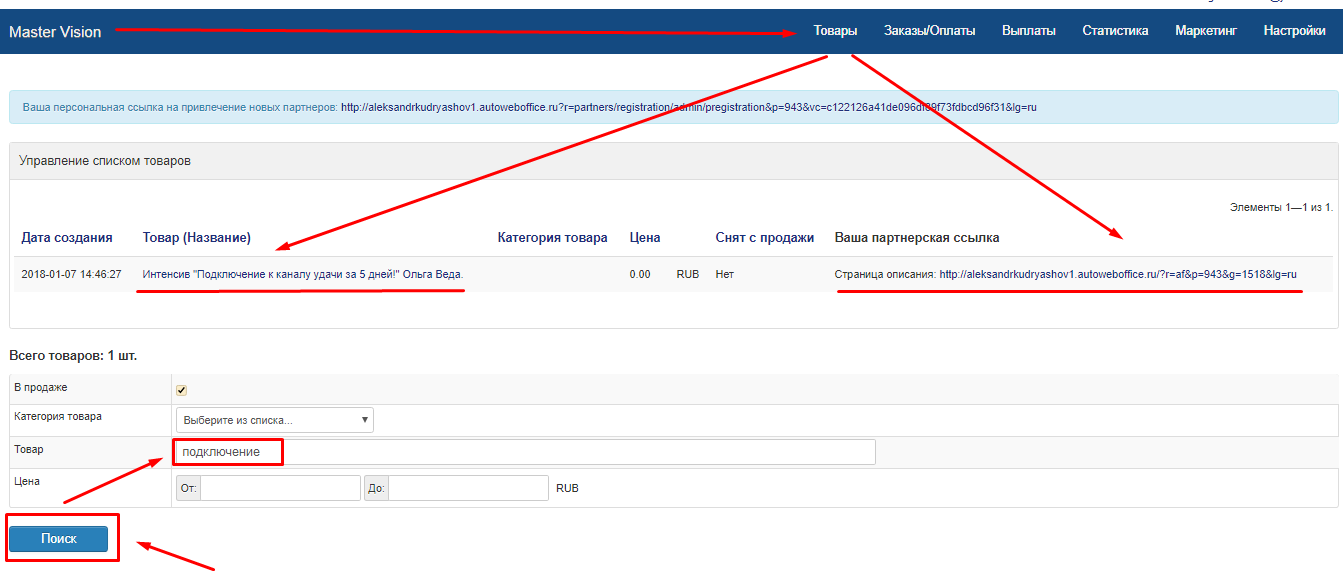 Master Vision
Товары Заказы/Оплаты Выплаты Статистика Маркетинг Настройки
Ваша персональная ссылка на привлечение новых партнеров: http://aleksandrkudryashov1.autoweboffice.ru?r=partners/registration/admin/pregistration&p=943&vc=c122126a41de096df89f73fdbcd96f31&lg=ru
Управление списком товаров
Элементы 1—1 из 1.
Дата создания Товар (Название) Категория товара Цена Снят с продажи Ваша партнерская ссылка
2018-01-07 14:46:27 Интенсив "Подключение к каналу удачи за 5 дней!" Ольга Веда. 0.00 RUB Нет Страница описания: http://aleksandrkudryashov1.autoweboffice.ru/?r=af&p=943&g=1518&lg=ru
Всего товаров: 1 шт.
В продаже
Категория товара Выберите из списка...
Товар подключение
Цена От: До: RUB
Поиск